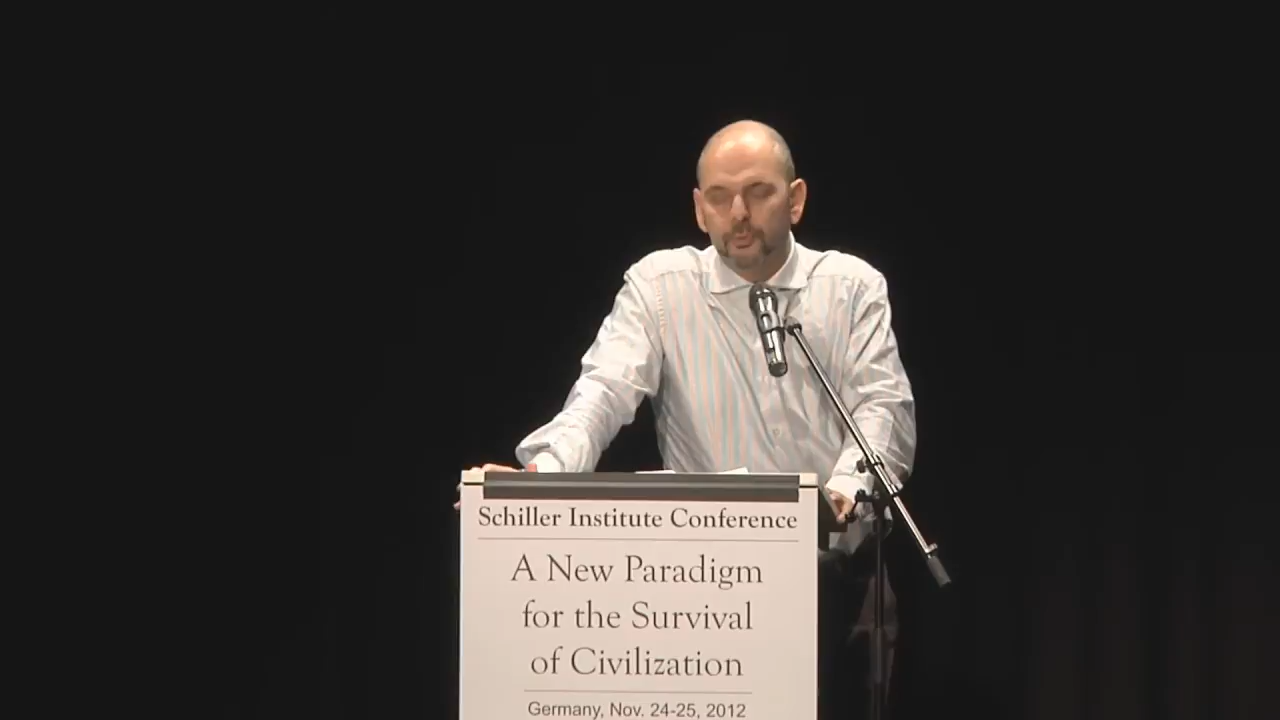 Schiller Institute Conference
A New Paradigm
for the Survival
of Civilization
Germany, Nov. 24-25, 2012